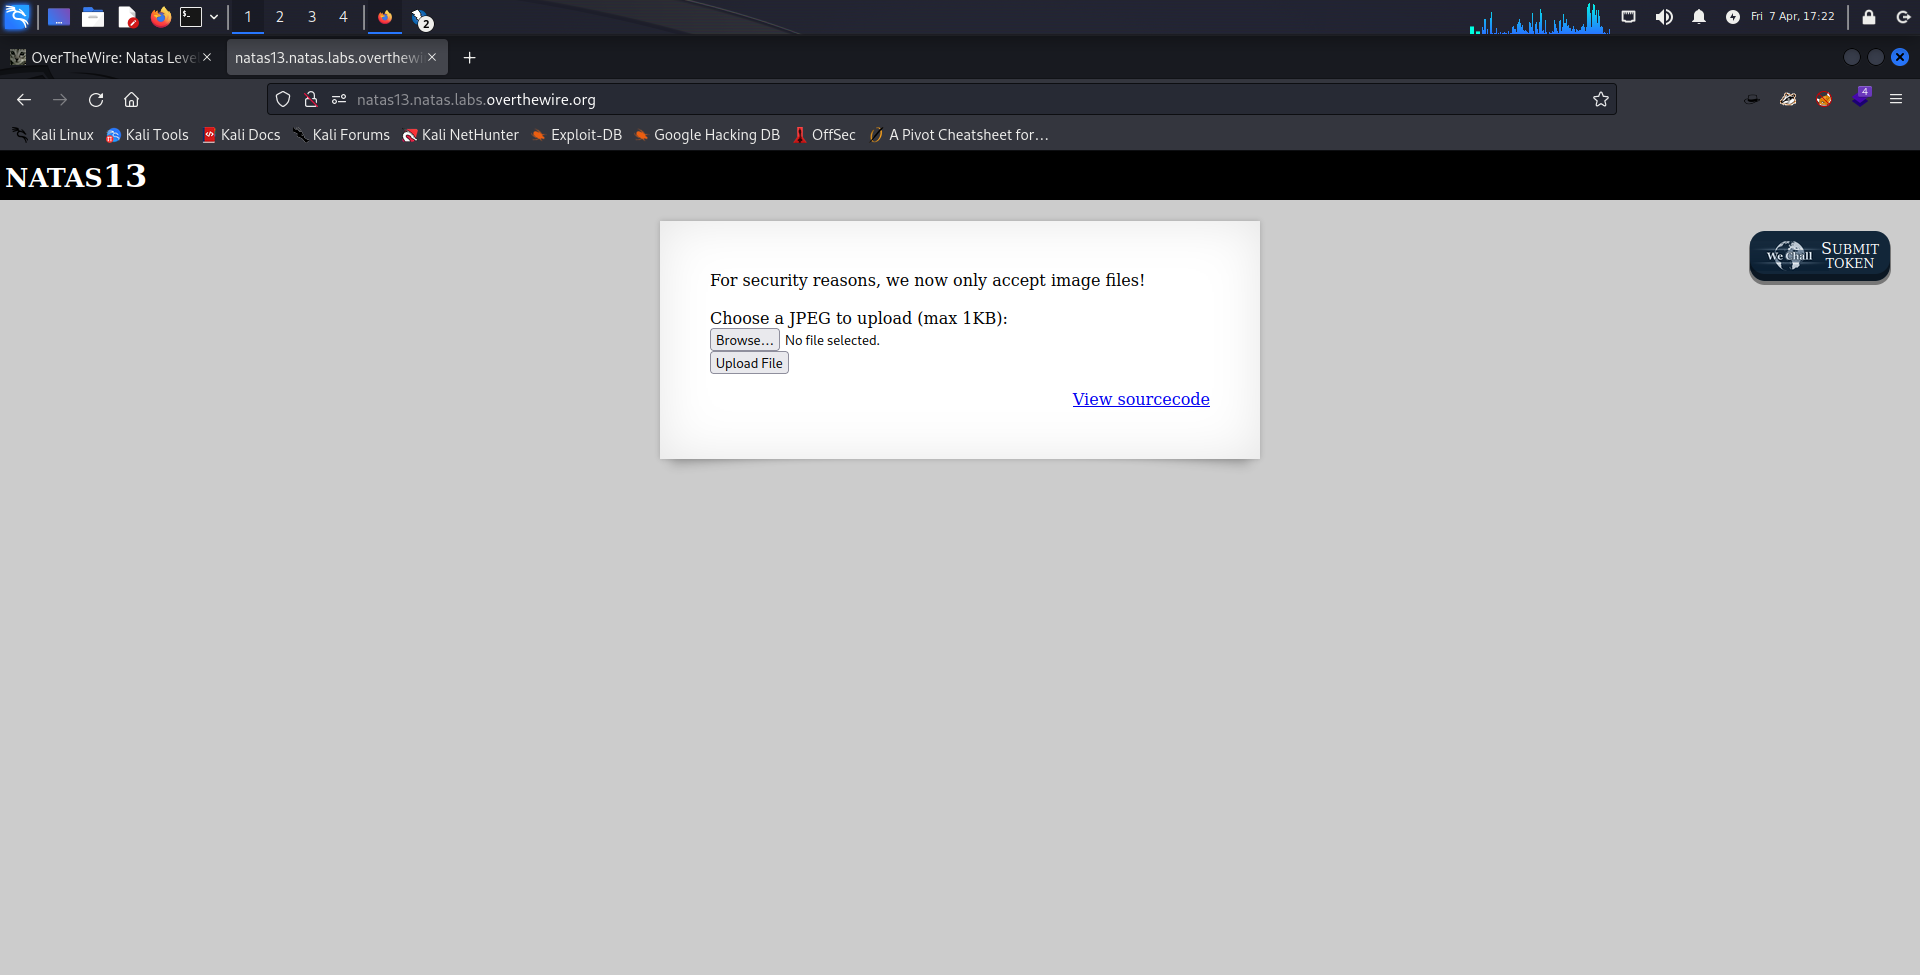 1 2 3 4 2 Fri 7 Apr, 17:22
OverTheWire: Natas Leve natas13.natas.labs.overthewi
natas13.natas.labs.overthewire.org 4
Kali Linux Kali Tools Kali Docs Kali Forums Kali NetHunter Exploit-DB Google Hacking DB OffSec A Pivot Cheatsheet for…
NATAS13
We Chall SUBMIT TOKEN
For security reasons, we now only accept image files!
Choose a JPEG to upload (max 1KB):
Browse... No file selected.
Upload File
View sourcecode